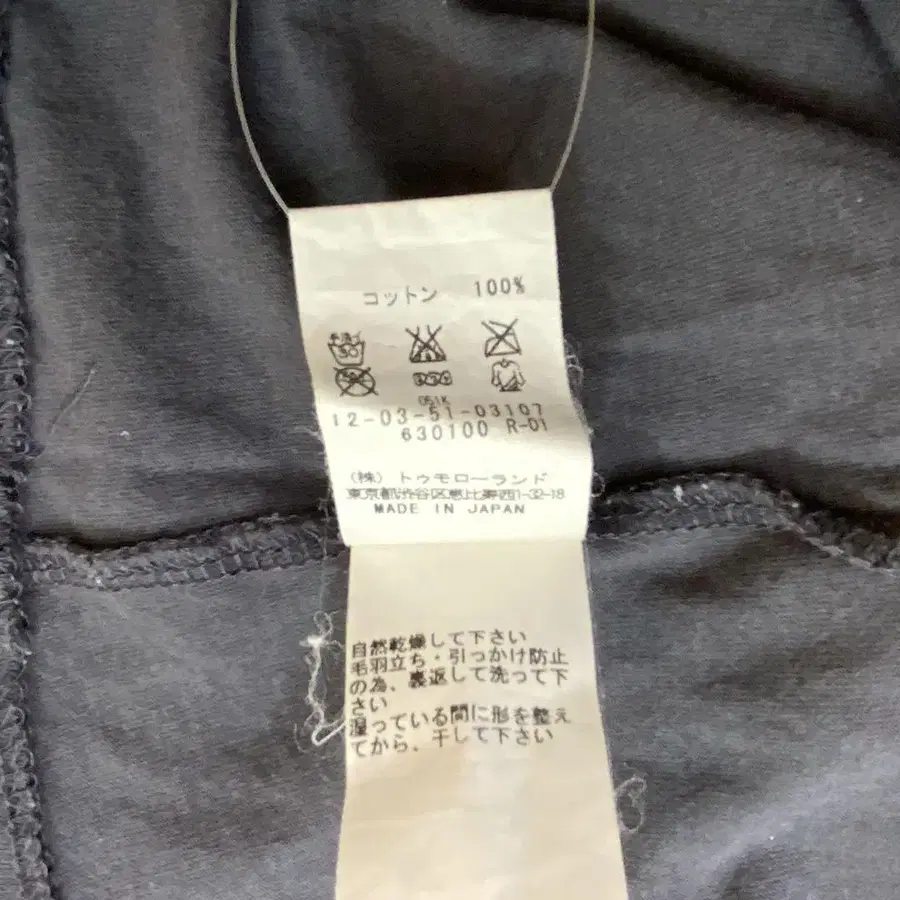 コットン 100%
手洗 30
051K
12-03-51-03107
630100 R-01
(株) トゥモローランド
東京都渋谷区恵比寿西1-32-18
MADE IN JAPAN
自然乾燥して下さい
毛羽立ち・引っかけ防止
の為、裏返して洗って下
さい
湿っている間に形を整え
てから、干して下さい